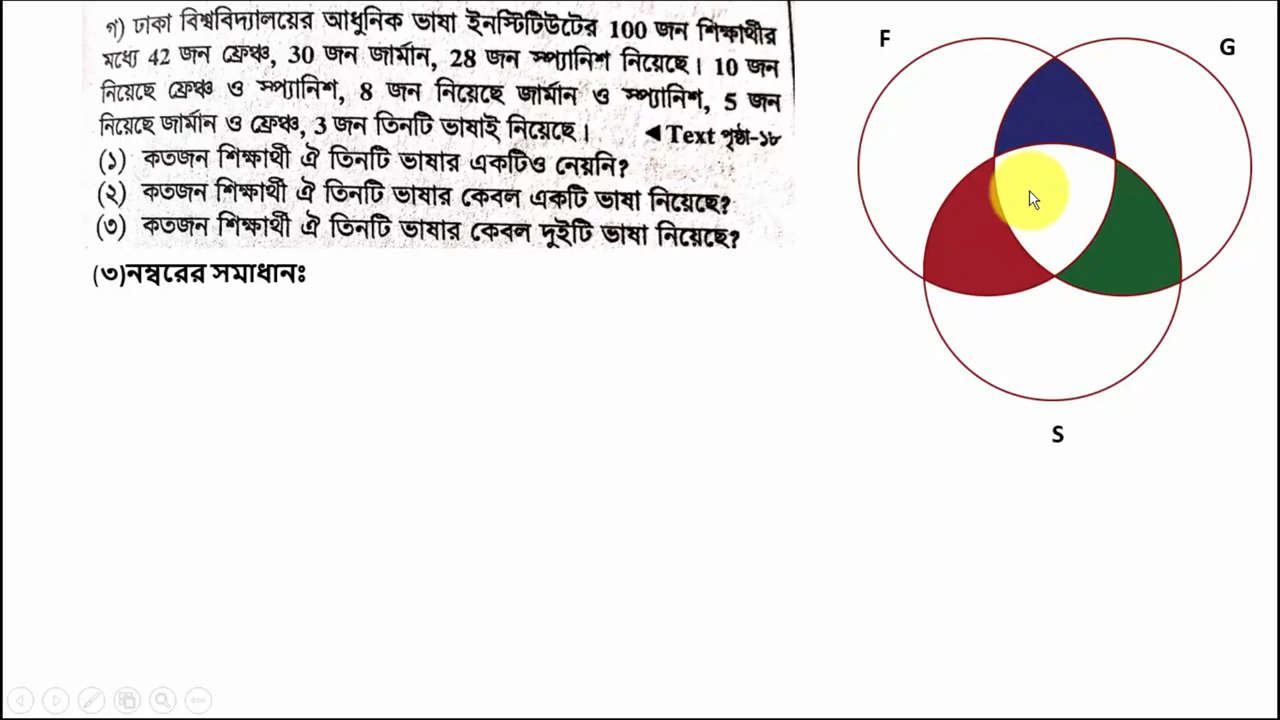 গ) ঢাকা বিশ্ববিদ্যালয়ের আধুনিক ভাষা ইনস্টিটিউটের 100 জন শিক্ষার্থীর
মধ্যে 42 জন ফ্রেঞ্চ, 30 জন জার্মান, 28 জন স্প্যানিশ নিয়েছে। 10 জন
নিয়েছে ফ্রেঞ্চ ও স্প্যানিশ, 8 জন নিয়েছে জার্মান ও স্প্যানিশ, 5 জন
নিয়েছে জার্মান ও ফ্রেঞ্চ, 3 জন তিনটি ভাষাই নিয়েছে। ◄Text পৃষ্ঠা-১৮
(১) কতজন শিক্ষার্থী ঐ তিনটি ভাষার একটিও নেয়নি?
(২) কতজন শিক্ষার্থী ঐ তিনটি ভাষার কেবল একটি ভাষা নিয়েছে?
(৩) কতজন শিক্ষার্থী ঐ তিনটি ভাষার কেবল দুইটি ভাষা নিয়েছে?
(৩)নম্বরের সমাধানঃ
F
G
S